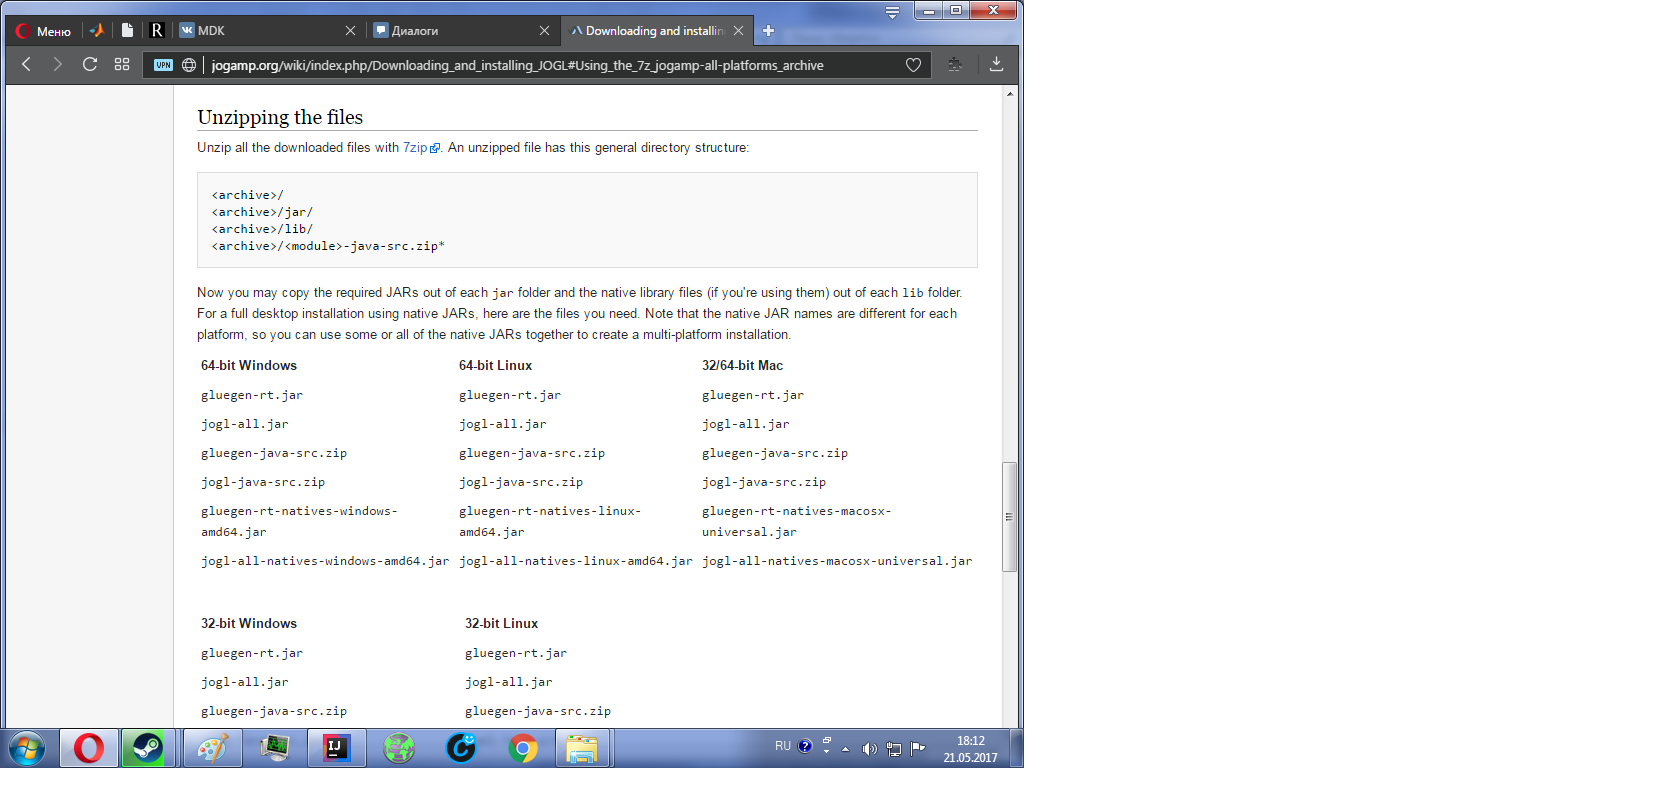 Меню
R
MDK
Диалоги
Downloading and installin
VPN
jogamp.org/wiki/index.php/Downloading_and_installing_JOGL#Using_the_7z_jogamp-all-platforms_archive
Unzipping the files
Unzip all the downloaded files with 7zip. An unzipped file has this general directory structure:
<archive>/
<archive>/jar/
<archive>/lib/
<archive>/<module>-java-src.zip*
Now you may copy the required JARs out of each jar folder and the native library files (if you're using them) out of each lib folder.
For a full desktop installation using native JARs, here are the files you need. Note that the native JAR names are different for each
platform, so you can use some or all of the native JARs together to create a multi-platform installation.
64-bit Windows 64-bit Linux 32/64-bit Mac
gluegen-rt.jar gluegen-rt.jar gluegen-rt.jar
jogl-all.jar jogl-all.jar jogl-all.jar
gluegen-java-src.zip gluegen-java-src.zip gluegen-java-src.zip
jogl-java-src.zip jogl-java-src.zip jogl-java-src.zip
gluegen-rt-natives-windows- gluegen-rt-natives-linux- gluegen-rt-natives-macosx-
amd64.jar amd64.jar universal.jar
jogl-all-natives-windows-amd64.jar jogl-all-natives-linux-amd64.jar jogl-all-natives-macosx-universal.jar
32-bit Windows 32-bit Linux
gluegen-rt.jar gluegen-rt.jar
jogl-all.jar jogl-all.jar
gluegen-java-src.zip gluegen-java-src.zip
IJ
RU
18:12
21.05.2017